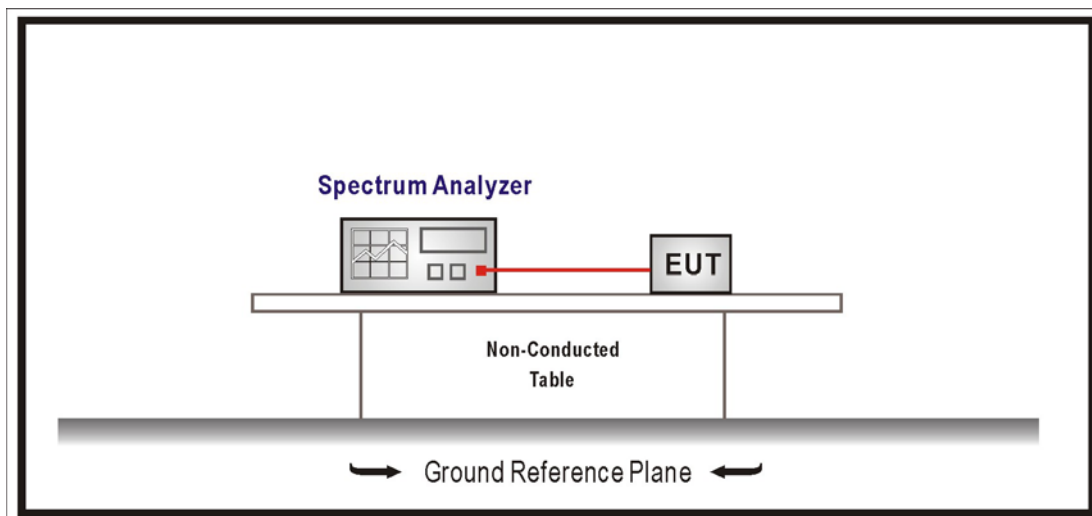 Spectrum Analyzer
EUT
Non-Conducted
Table
Ground Reference Plane